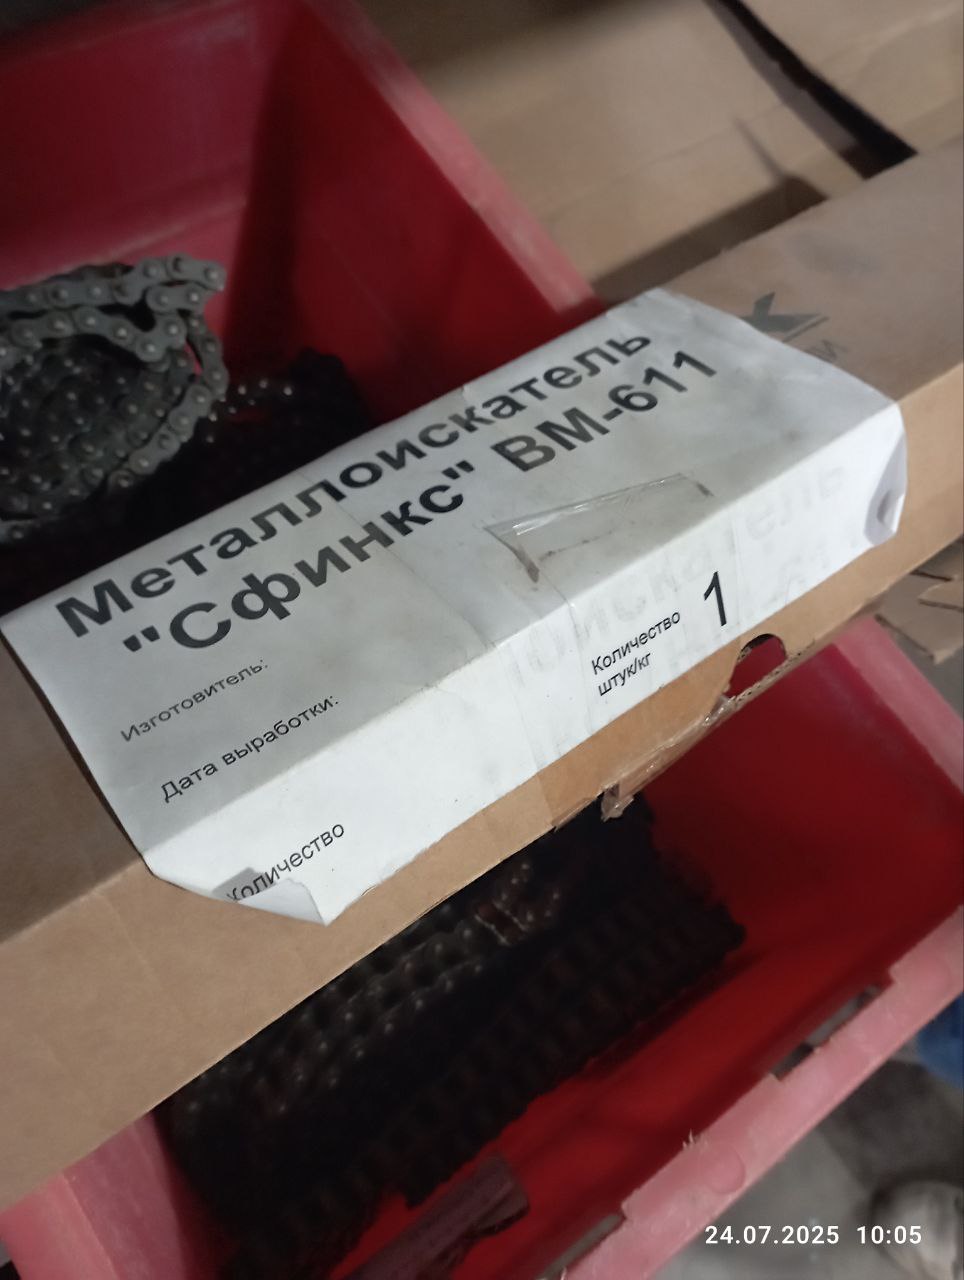 Металлоискатель
"Сфинкс" ВМ-611
Изготовитель:
Дата выработки:
Количество
Количество
штук/кг
1
24.07.2025 10:05